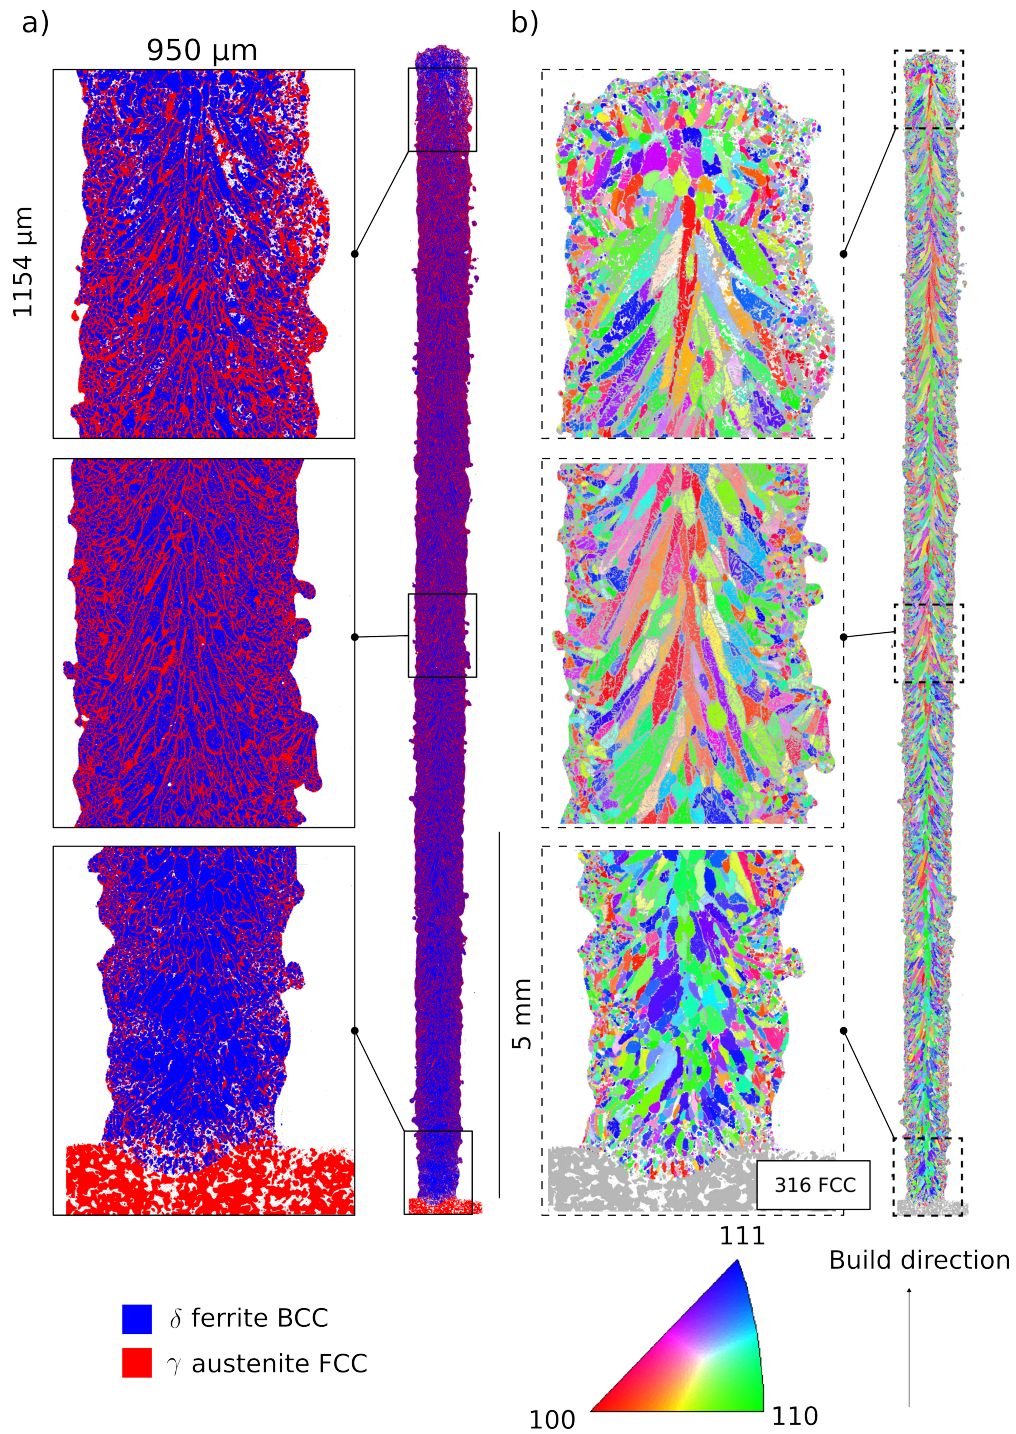 a)
b)
950 μm
1154 μm
5 mm
316 FCC
111
Build direction
δ ferrite BCC
γ austenite FCC
100
110